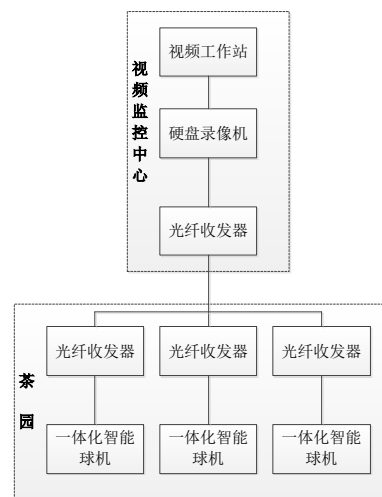 视频监控中心
视频工作站
硬盘录像机
光纤收发器
茶园
光纤收发器
光纤收发器
光纤收发器
一体化智能
球机
一体化智能
球机
一体化智能
球机